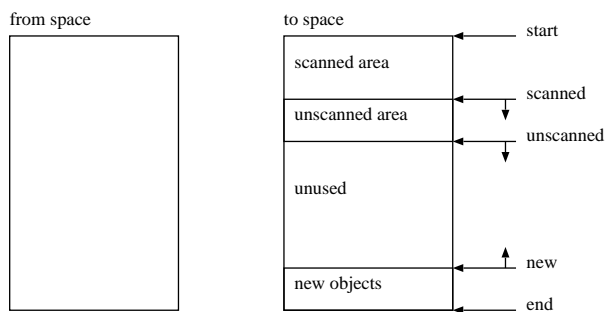 from space
to space
start
scanned area
scanned
unscanned area
unscanned
unused
new
new objects
end